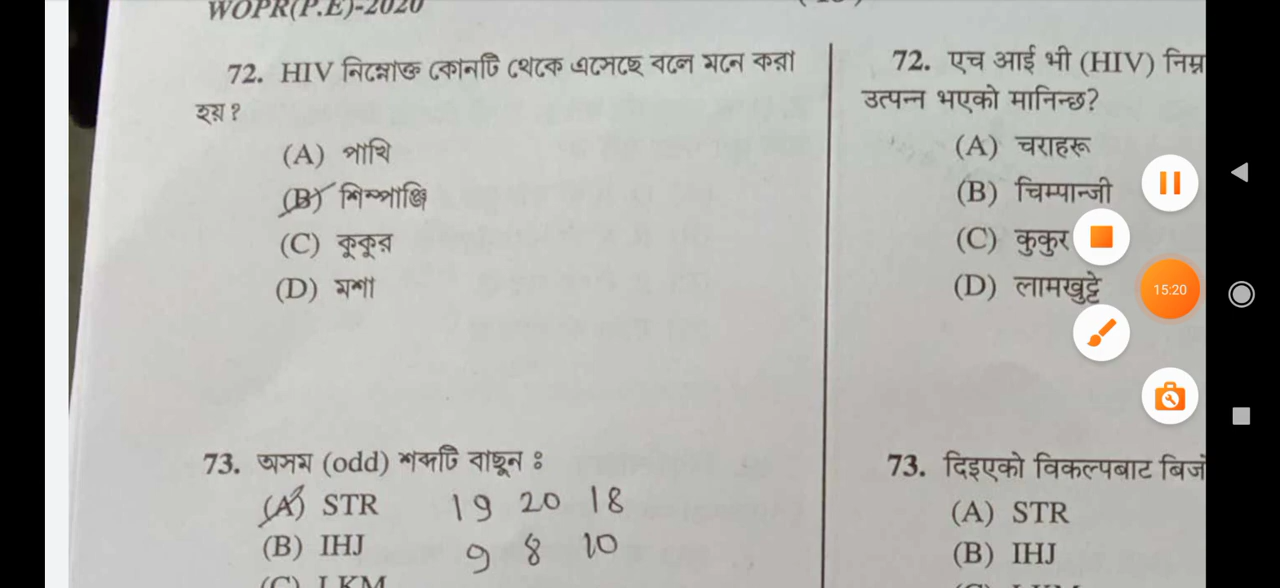 WOPR(P.E)-2020
72. HIV নিম্নোক্ত কোনটি থেকে এসেছে বলে মনে করা
হয় ?
(A) পাখি
(B) শিম্পাঞ্জি
(C) কুকুর
(D) মশা
73. অসম (odd) শব্দটি বাছুন ঃ
(A) STR 19 20 18
(B) IHJ 9 8 10
(C) LKM
72. एच आई भी (HIV) निम्न
उत्पन्न भएको मानिन्छ?
(A) चराहरू
(B) चिम्पान्जी
(C) कुकुर
(D) लामखुट्टे
15:20
73. दिइएको विकल्पबाट
(A) STR
(B) IHJ